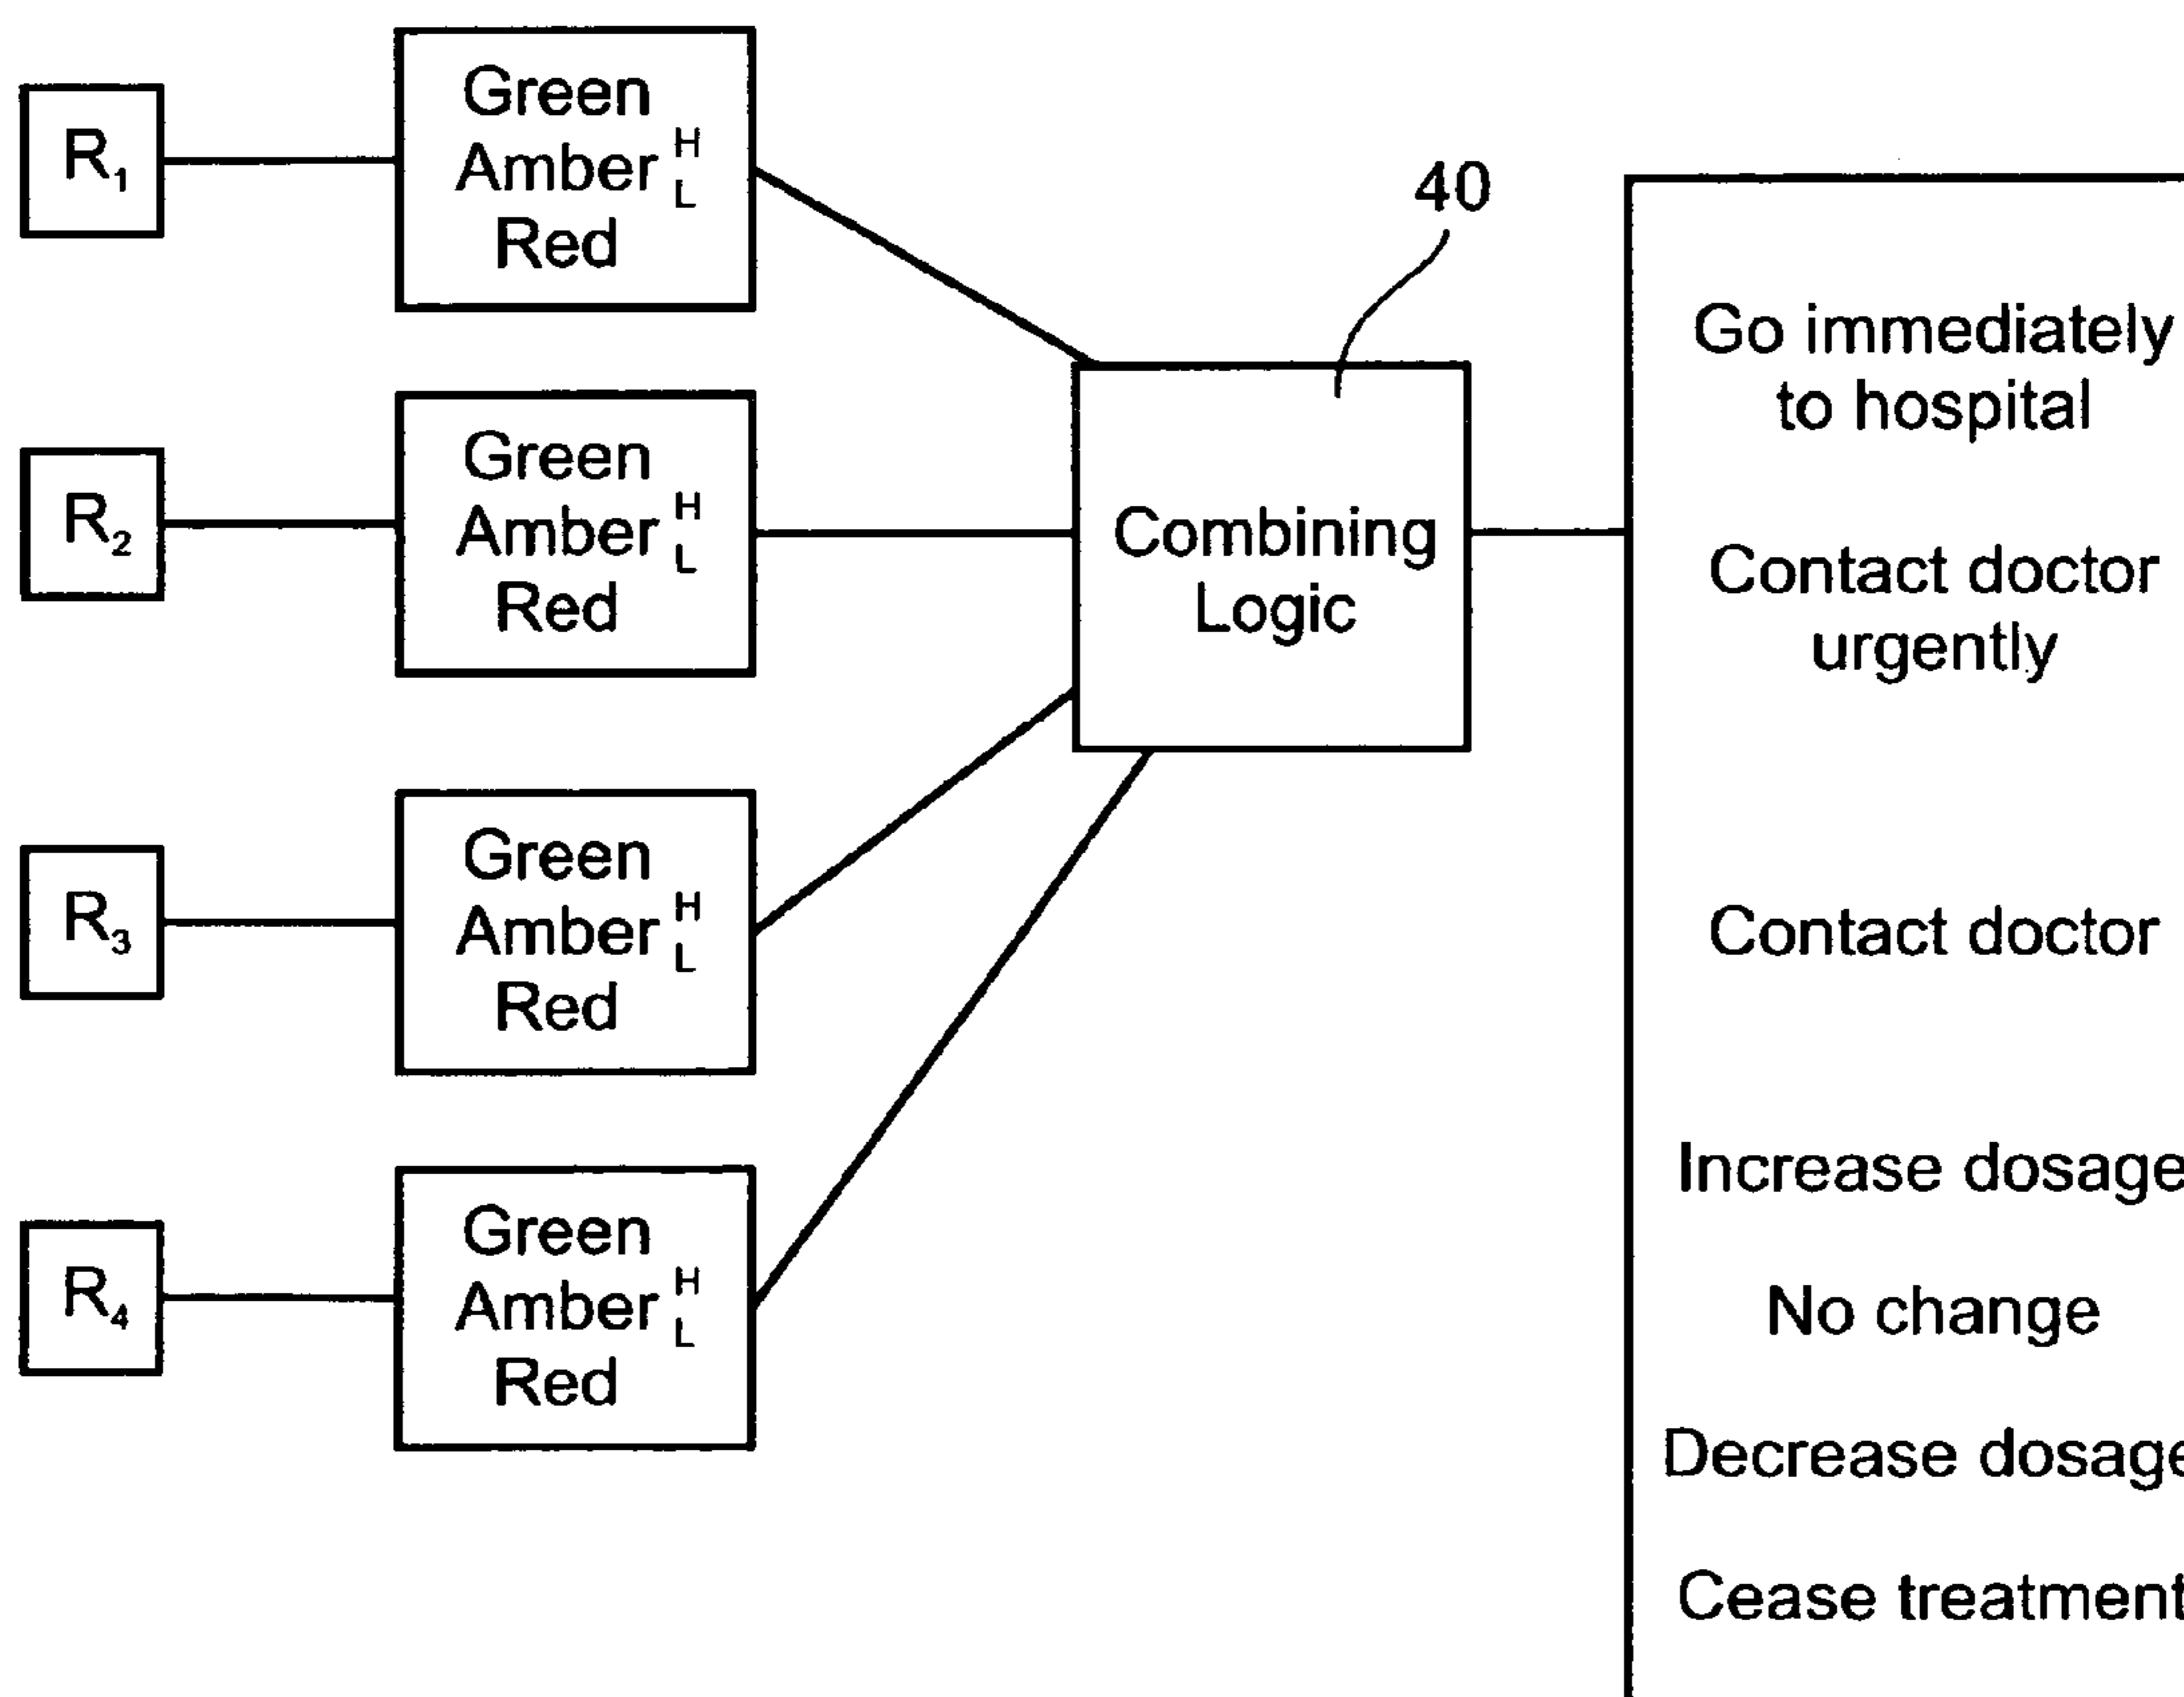 R1
Green
Amber H
L
Red
R2
Green
Amber H
L
Red
R3
Green
Amber H
L
Red
R4
Green
Amber H
L
Red
40
Combining
Logic
Go immediately
to hospital
Contact doctor
urgently
Contact doctor
Increase dosage
No change
Decrease dosage
Cease treatment